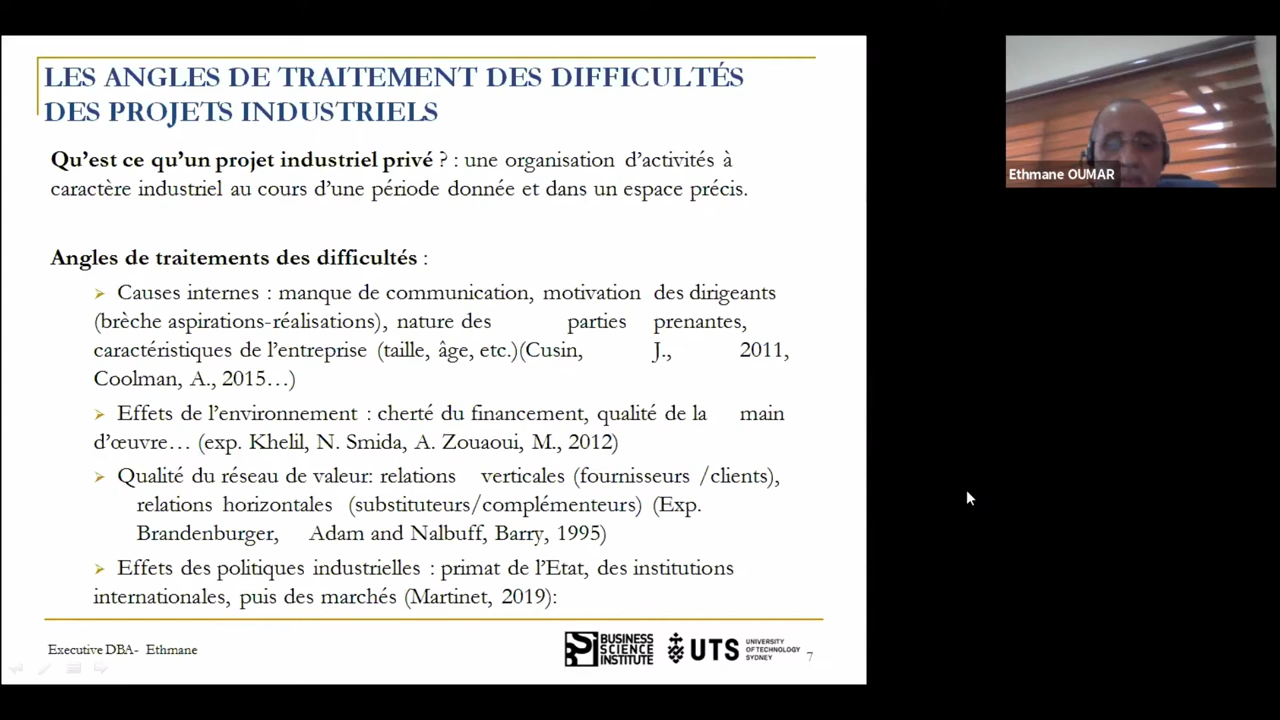 LES ANGLES DE TRAITEMENT DES DIFFICULTÉS
DES PROJETS INDUSTRIELS
Qu’est ce qu’un projet industriel privé ? : une organisation d’activités à
caractère industriel au cours d’une période donnée et dans un espace précis.
Angles de traitements des difficultés :
➢ Causes internes : manque de communication, motivation des dirigeants
(brèche aspirations-réalisations), nature des parties prenantes,
caractéristiques de l’entreprise (taille, âge, etc.)(Cusin, J., 2011,
Coolman, A., 2015…)
➢ Effets de l’environnement : cherté du financement, qualité de la main
d’œuvre… (exp. Khelil, N. Smida, A. Zouaoui, M., 2012)
➢ Qualité du réseau de valeur: relations verticales (fournisseurs /clients),
relations horizontales (substituteurs/complémenteurs) (Exp.
Brandenburger, Adam and Nalbuff, Barry, 1995)
➢ Effets des politiques industrielles : primat de l’Etat, des institutions
internationales, puis des marchés (Martinet, 2019):
Executive DBA- Ethmane
BUSINESS
SCIENCE
INSTITUTE
UTS
UNIVERSITY
OF TECHNOLOGY
SYDNEY
7
Ethmane OUMAR